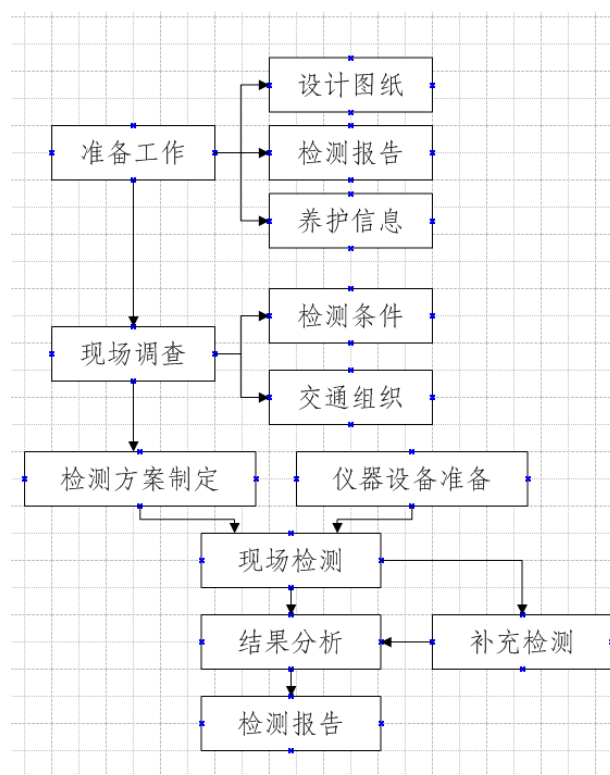 设计图纸
准备工作
检测报告
养护信息
检测条件
现场调查
交通组织
检测方案制定
仪器设备准备
现场检测
结果分析
补充检测
检测报告